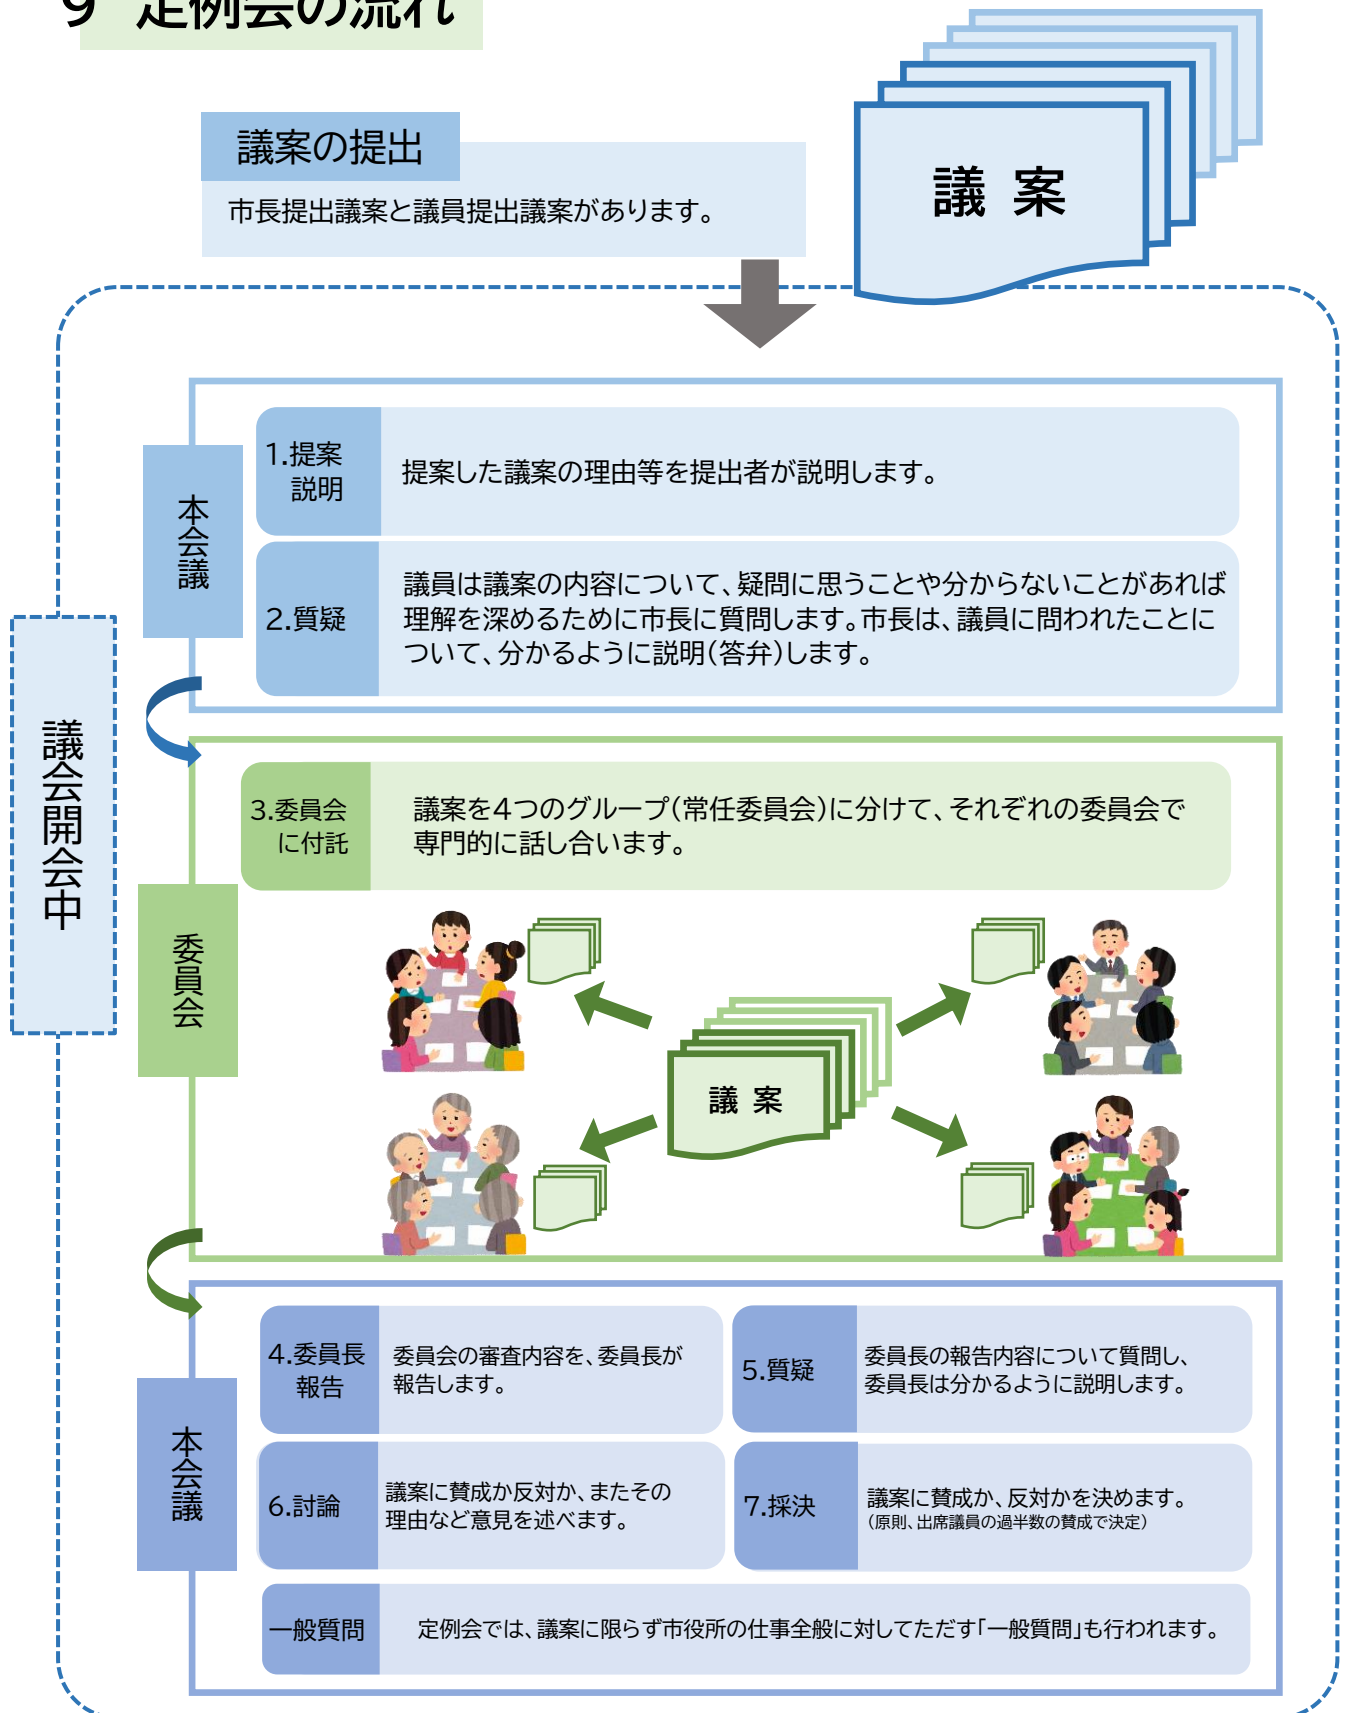 9 定例会の流れ
議案の提出
市長提出議案と議員提出議案があります。
議 案
議会開会中
本会議
1.提案
説明
提案した議案の理由等を提出者が説明します。
2.質疑
議員は議案の内容について、疑問に思うことや分からないことがあれば
理解を深めるために市長に質問します。市長は、議員に問われたことに
ついて、分かるように説明(答弁)します。
委員会
3.委員会
に付託
議案を4つのグループ(常任委員会)に分けて、それぞれの委員会で
専門的に話し合います。
議 案
本会議
4.委員長
報告
委員会の審査内容を、委員長が
報告します。
5.質疑
委員長の報告内容について質問し、
委員長は分かるように説明します。
6.討論
議案に賛成か反対か、またその
理由など意見を述べます。
7.採決
議案に賛成か、反対かを決めます。
(原則、出席議員の過半数の賛成で決定)
一般質問
定例会では、議案に限らず市役所の仕事全般に対してただす「一般質問」も行われます。